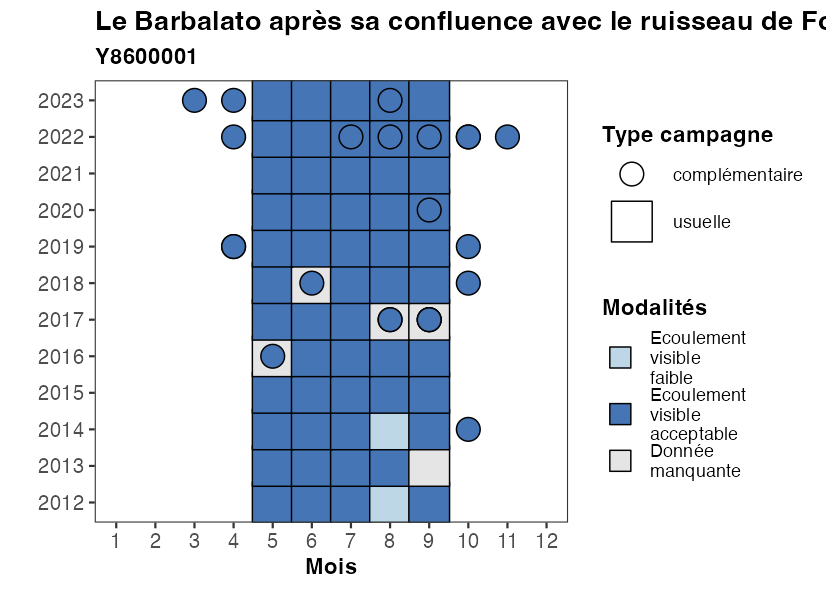 Le Barbalato après sa confluence avec le ruisseau de Fo
Y8600001
2023
2022
2021
2020
2019
2018
2017
2016
2015
2014
2013
2012
1 2 3 4 5 6 7 8 9 10 11 12
Mois
Type campagne
complémentaire
usuelle
Modalités
Ecoulement
visible
faible
Ecoulement
visible
acceptable
Donnée
manquante